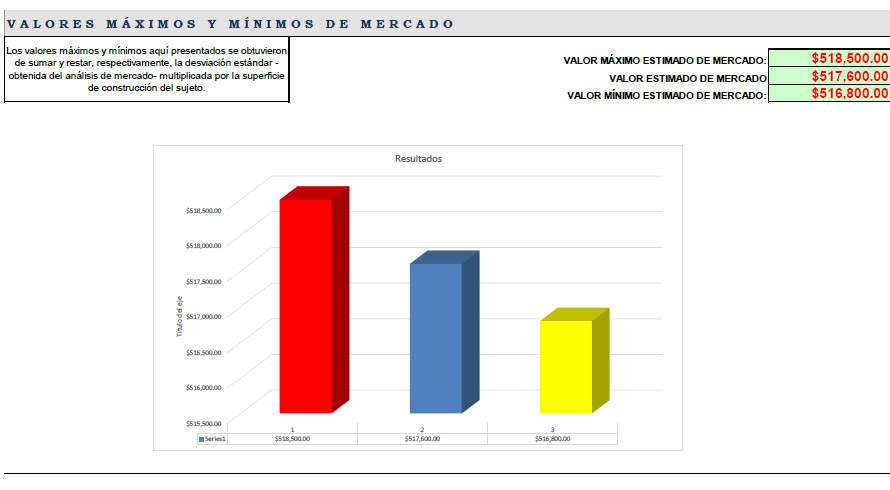 VALORES MÁXIMOS Y MÍNIMOS DE MERCADO
Los valores máximos y mínimos aquí presentados se obtuvieron
de sumar y restar, respectivamente, la desviación estándar -
obtenida del análisis de mercado- multiplicada por la superficie
de construcción del sujeto.
VALOR MÁXIMO ESTIMADO DE MERCADO: $518,500.00
VALOR ESTIMADO DE MERCADO $517,600.00
VALOR MÍNIMO ESTIMADO DE MERCADO: $516,800.00
Resultados
$518,500.00
$518,000.00
$517,500.00
$517,000.00
$516,500.00
$516,000.00
$515,500.00
Título del eje
1 2 3
Series1 $518,500.00 $517,600.00 $516,800.00